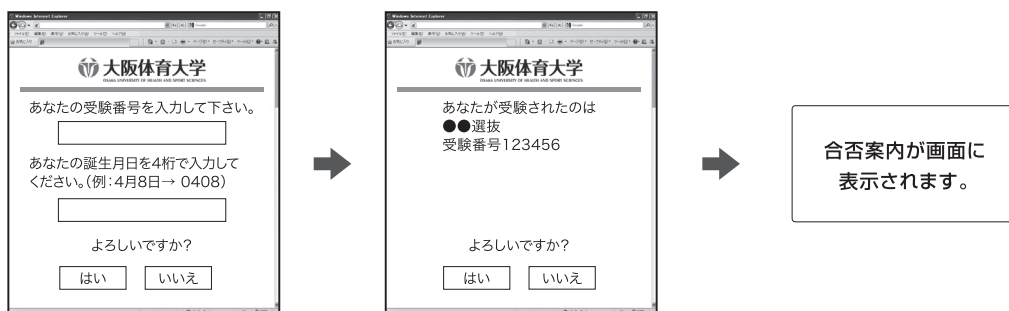 Windows Internet Explorer
大阪体育大学
OSAKA UNIVERSITY OF HEALTH AND SPORT SCIENCES
あなたの受験番号を入力して下さい。
あなたの誕生月日を4桁で入力して
ください。(例:4月8日→ 0408)
よろしいですか?
はい
いいえ
Windows Internet Explorer
大阪体育大学
OSAKA UNIVERSITY OF HEALTH AND SPORT SCIENCES
あなたが受験されたのは
●●選抜
受験番号123456
よろしいですか?
はい
いいえ
合否案内が画面に
表示されます。